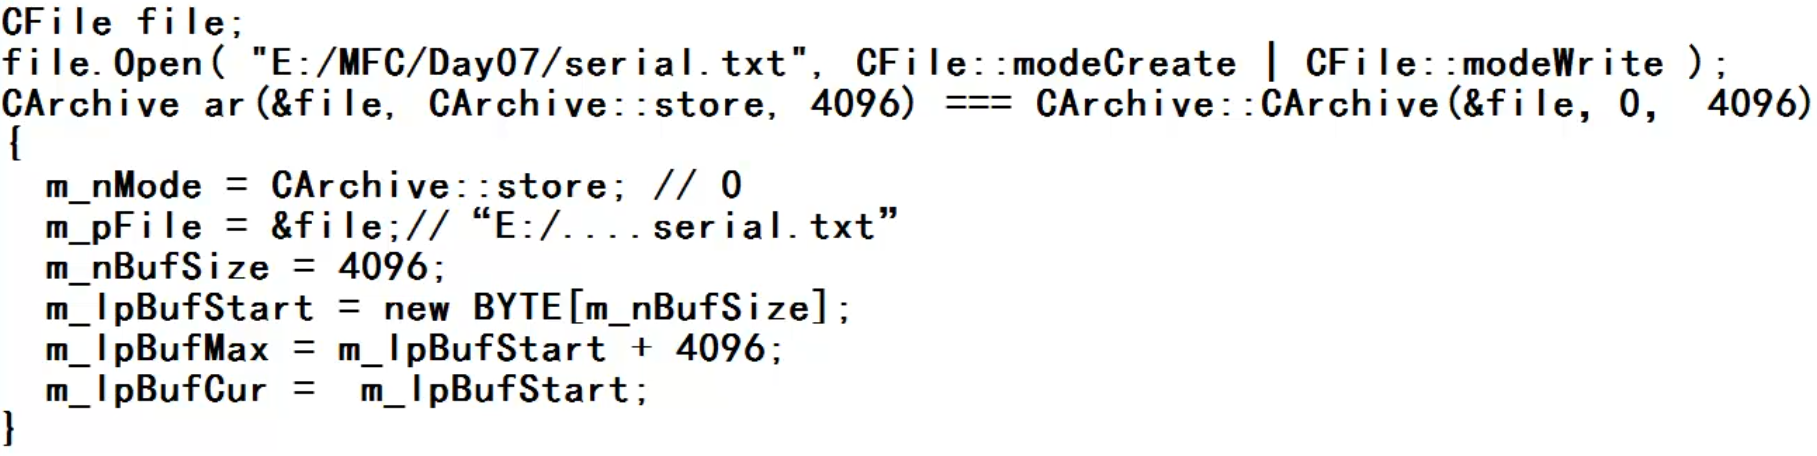 CFile file;
file.Open( "E:/MFC/Day07/serial.txt", CFile::modeCreate | CFile::modeWrite );
CArchive ar(&file, CArchive::store, 4096) === CArchive::CArchive(&file, 0,  4096)
{
  m_nMode = CArchive::store; // 0
  m_pFile = &file;// “E:/....serial.txt”
  m_nBufSize = 4096;
  m_lpBufStart = new BYTE[m_nBufSize];
  m_lpBufMax = m_lpBufStart + 4096;
  m_lpBufCur =  m_lpBufStart;
}